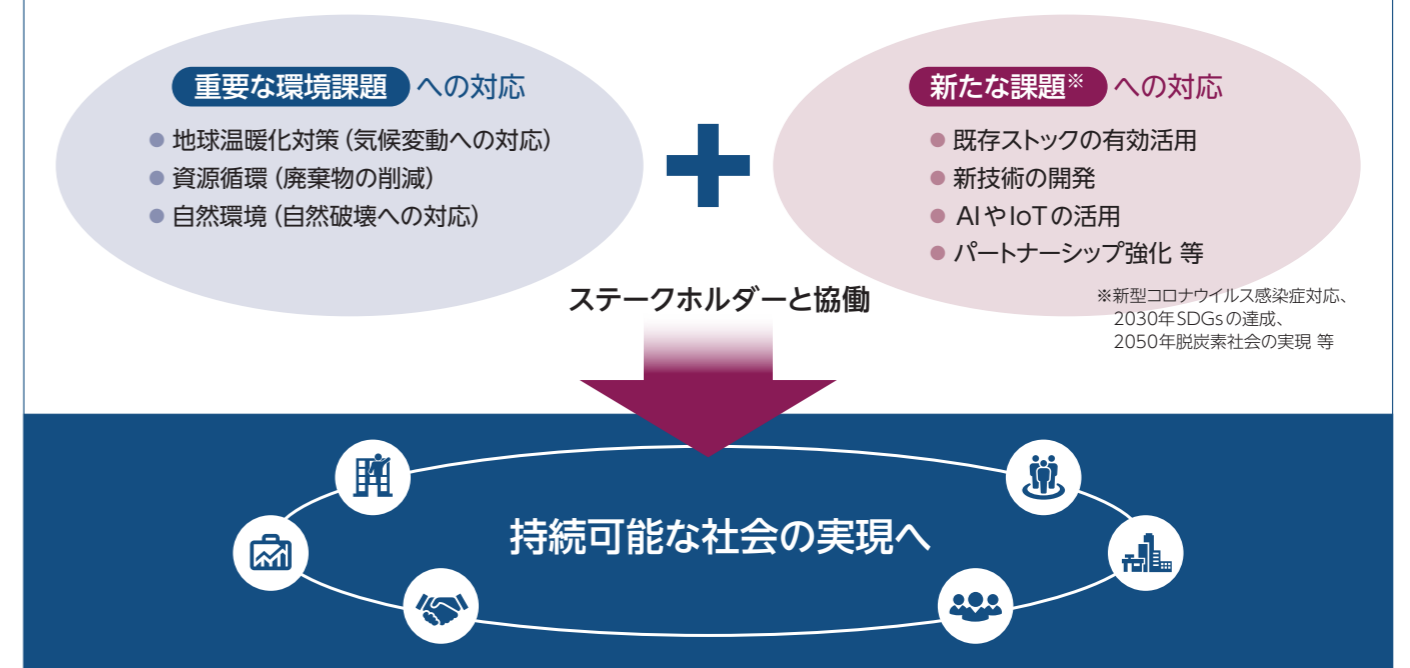 重要な環境課題 への対応
● 地球温暖化対策（気候変動への対応）
● 資源循環（廃棄物の削減）
● 自然環境（自然破壊への対応）
新たな課題※ への対応
● 既存ストックの有効活用
● 新技術の開発
● AIやIoTの活用
● パートナーシップ強化 等
※新型コロナウイルス感染症対応、
2030年SDGsの達成、
2050年脱炭素社会の実現 等
ステークホルダーと協働
持続可能な社会の実現へ